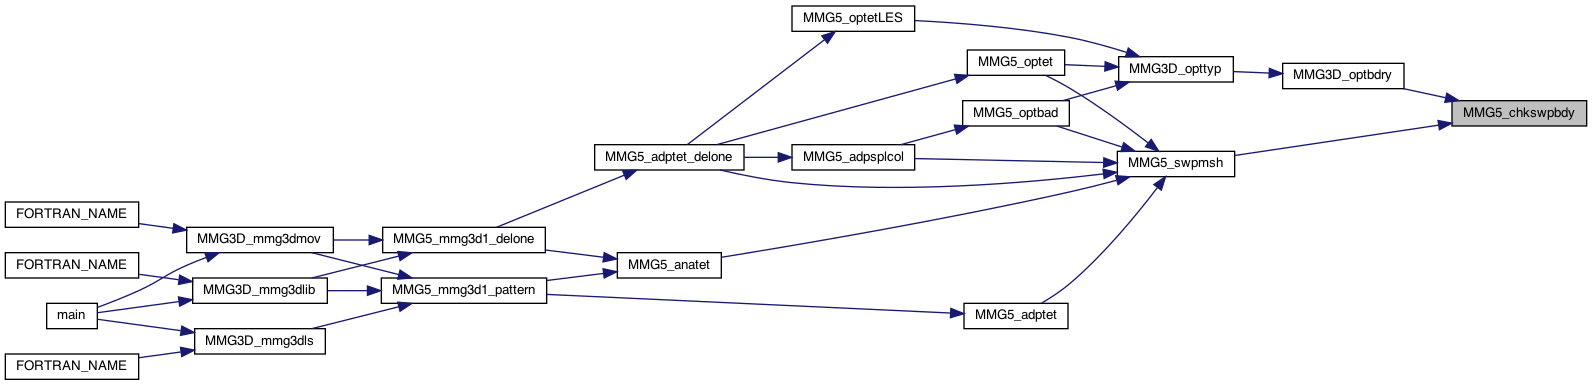 MMG5_optetLES
MMG5_optet
MMG3D_opttyp
MMG3D_optbdry
MMG5_chkswpbdy
MMG5_optbad
MMG5_adptet_delone
MMG5_adpsplcol
MMG5_swpmsh
FORTRAN_NAME
MMG3D_mmg3dmov
MMG5_mmg3d1_delone
MMG5_anatet
FORTRAN_NAME
MMG3D_mmg3dlib
MMG5_mmg3d1_pattern
main
MMG5_adptet
MMG3D_mmg3dls
FORTRAN_NAME